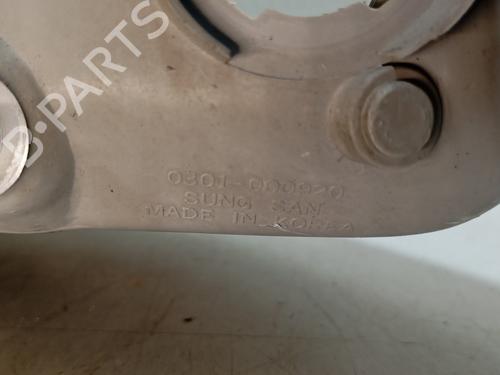 B-PARTS
0301-000920
SUNG SAN
MADE IN KOREA